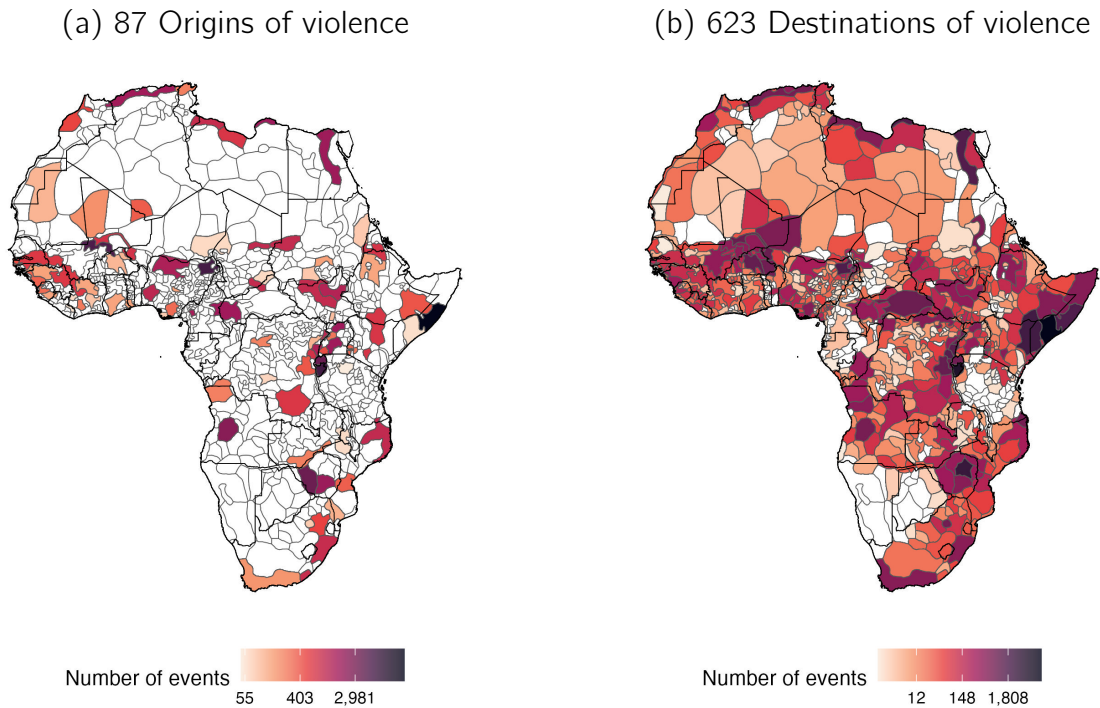 (a) 87 Origins of violence
(b) 623 Destinations of violence
Number of events
55 403 2,981
Number of events
12 148 1,808